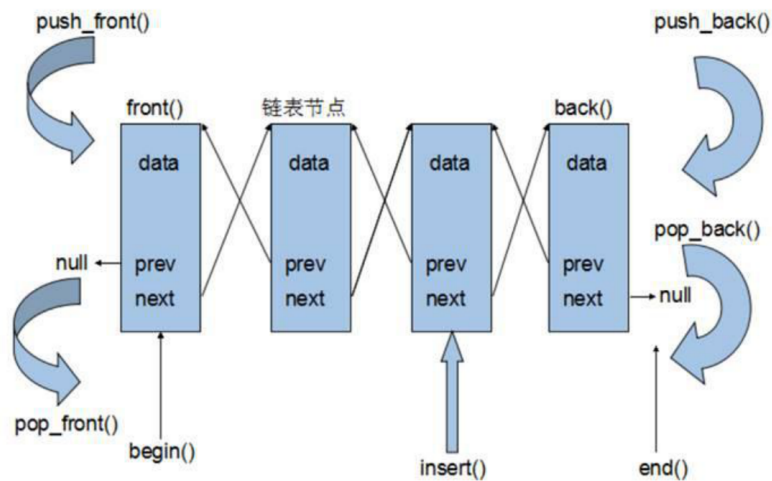 push_front()
push_back()
front()
链表节点
back()
data
data
data
data
pop_back()
null
prev
prev
prev
prev
next
next
next
next
null
pop_front()
begin()
insert()
end()